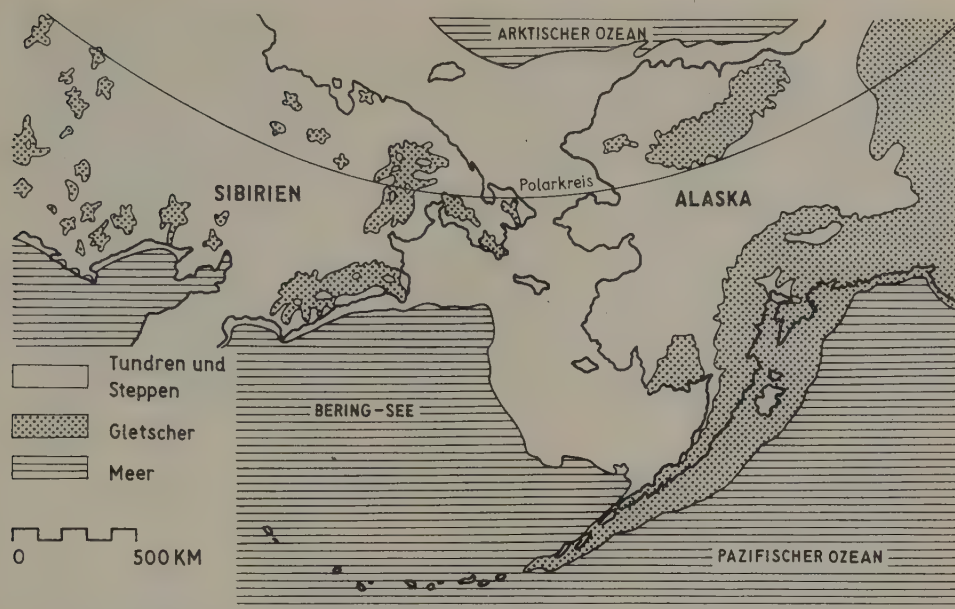 ARKTISCHER OZEAN
SIBIRIEN
Polarkreis
ALASKA
Tundren und
Steppen
BERING-SEE
Gletscher
Meer
0 500 KM
PAZIFISCHER OZEAN